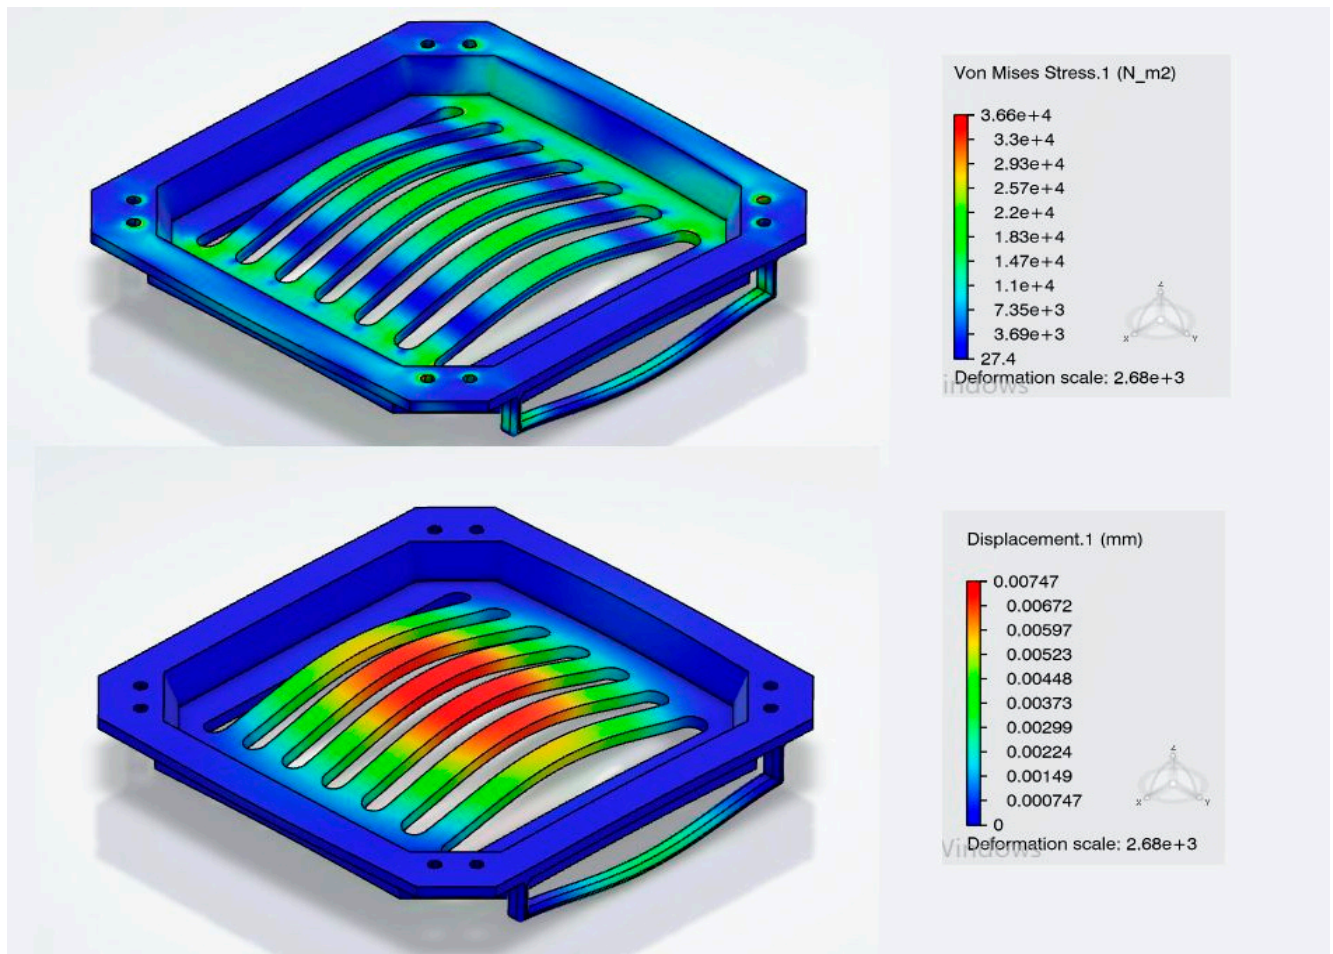 Von Mises Stress.1 (N_m2)
3.66e+4
3.3e+4
2.93e+4
2.57e+4
2.2e+4
1.83e+4
1.47e+4
1.1e+4
7.35e+3
3.69e+3
27.4
Z
X Y
Deformation scale: 2.68e+3
indows
Displacement.1 (mm)
0.00747
0.00672
0.00597
0.00523
0.00448
0.00373
0.00299
0.00224
0.00149
0.000747
0
Z
X Y
Deformation scale: 2.68e+3
Windows